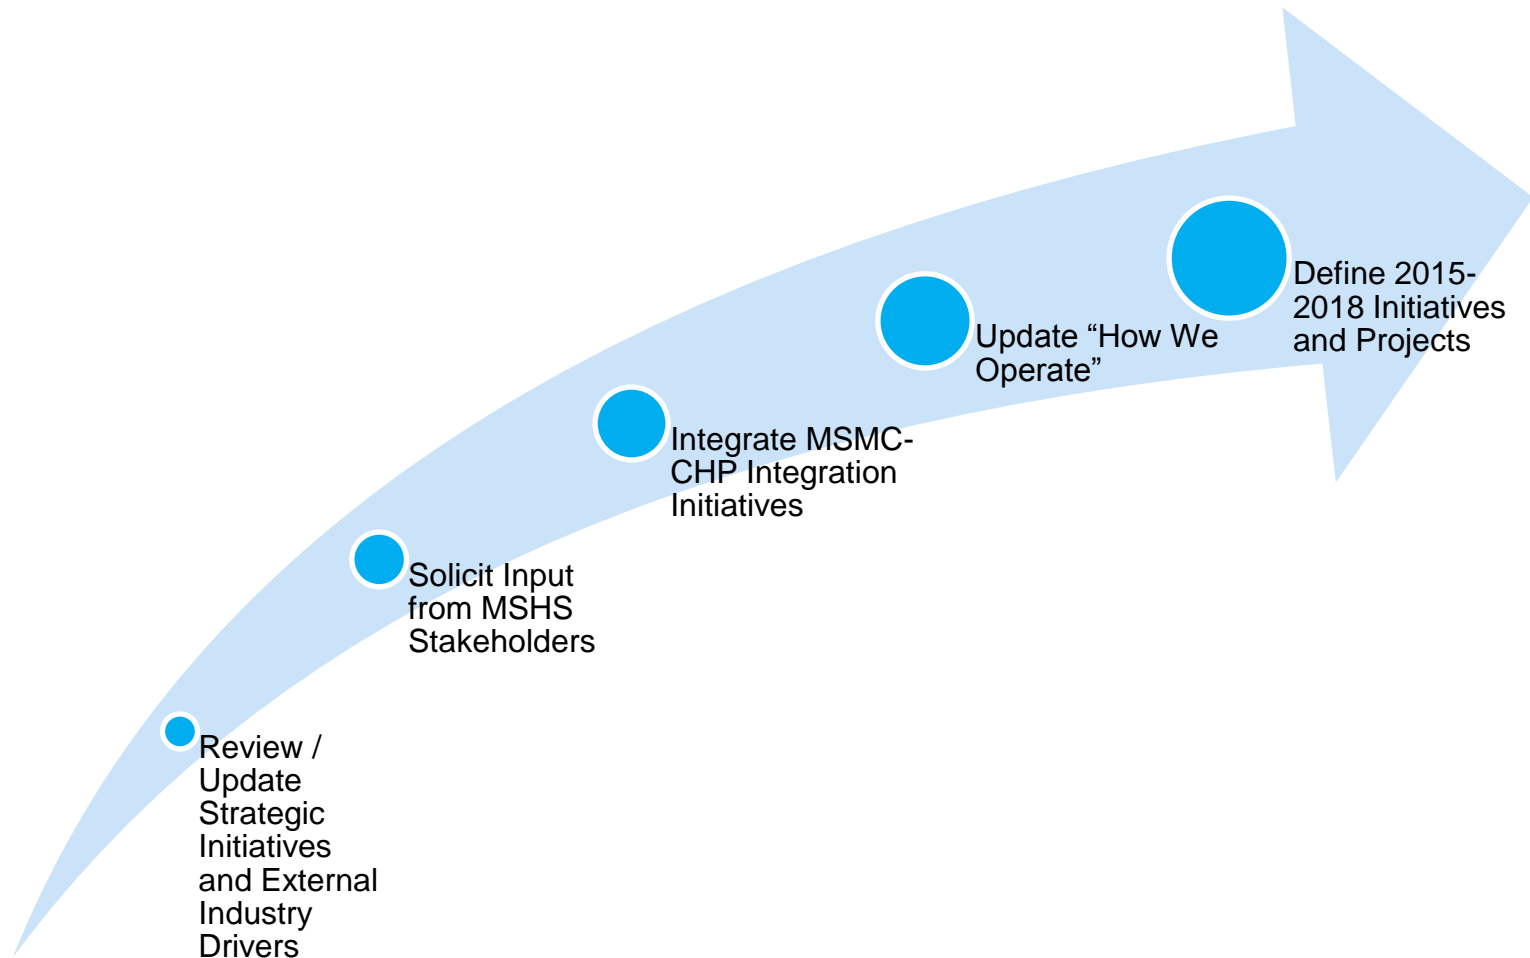 Define 2015-
2018 Initiatives
and Projects
Update “How We
Operate”
Integrate MSMC-
CHP Integration
Initiatives
Solicit Input
from MSHS
Stakeholders
Review /
Update
Strategic
Initiatives
and External
Industry
Drivers